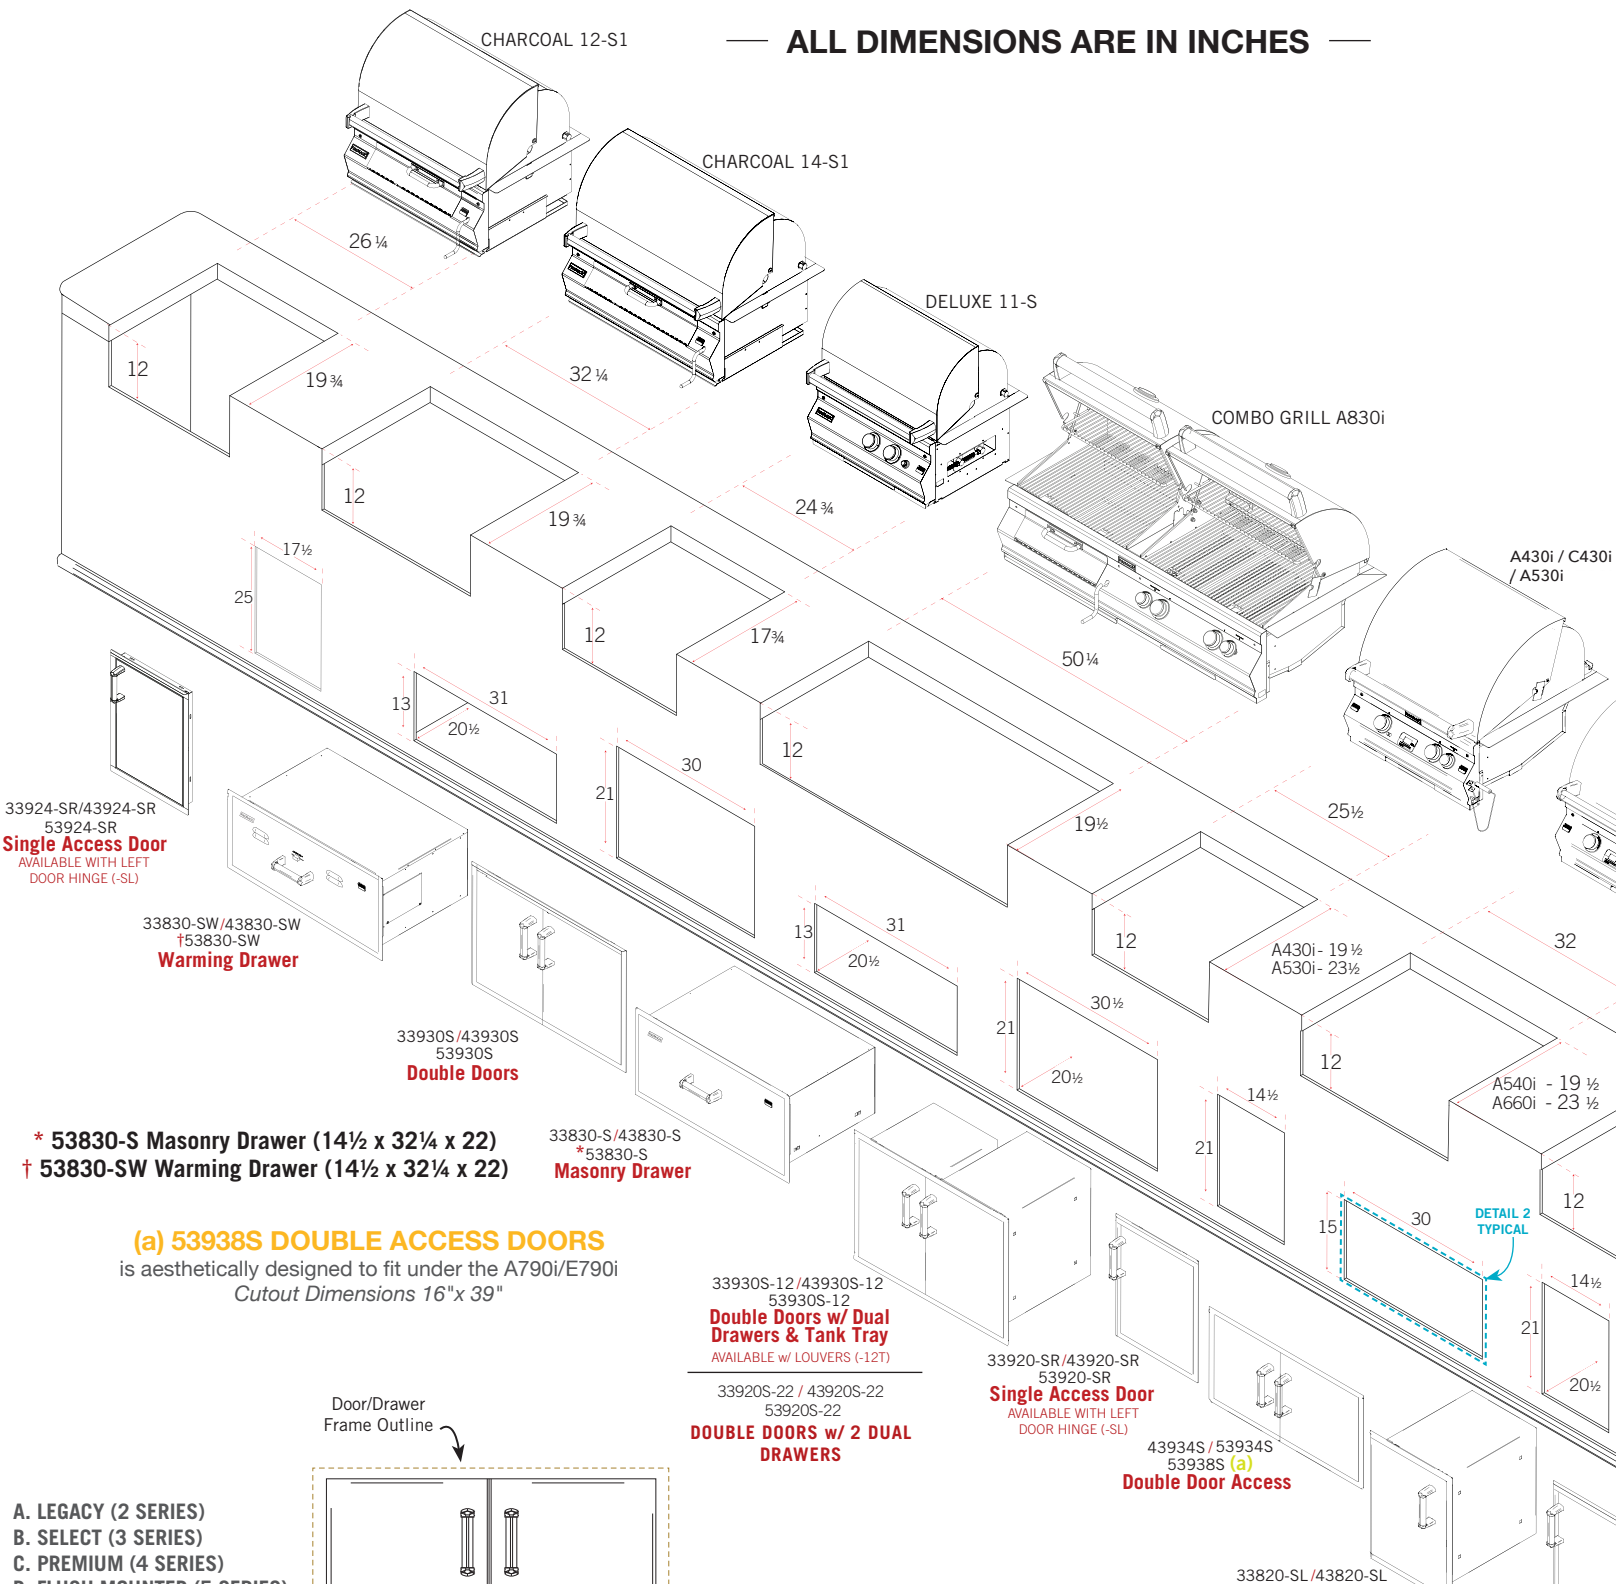 ALL DIMENSIONS ARE IN INCHES
CHARCOAL 12-S1
CHARCOAL 14-S1
DELUXE 11-S
COMBO GRILL A830i
A430i / C430i
/ A530i
26 ¼
12
19 ¾
32 ¼
12
19 ¾
24 ¾
12
17¾
50 ¼
12
19½
25½
12
A430i- 19 ½
A530i- 23½
32
12
A540i - 19 ½
A660i - 23 ½
12
17½
25
13
31
20½
30
21
13
31
20½
30½
21
20½
14½
21
15
30
DETAIL 2
TYPICAL
14½
21
20½
33924-SR/43924-SR
53924-SR
Single Access Door
AVAILABLE WITH LEFT
DOOR HINGE (-SL)
33830-SW/43830-SW
†53830-SW
Warming Drawer
33930S/43930S
53930S
Double Doors
33830-S/43830-S
*53830-S
Masonry Drawer
* 53830-S Masonry Drawer (14½ x 32¼ x 22)
† 53830-SW Warming Drawer (14½ x 32¼ x 22)
(a) 53938S DOUBLE ACCESS DOORS
is aesthetically designed to fit under the A790i/E790i
Cutout Dimensions 16"x 39"
33930S-12/43930S-12
53930S-12
Double Doors w/ Dual
Drawers & Tank Tray
AVAILABLE w/ LOUVERS (-12T)
33920S-22 / 43920S-22
53920S-22
DOUBLE DOORS w/ 2 DUAL
DRAWERS
33920-SR/43920-SR
53920-SR
Single Access Door
AVAILABLE WITH LEFT
DOOR HINGE (-SL)
43934S/53934S
53938S (a)
Double Door Access
33820-SL/43820-SL
Door/Drawer
Frame Outline
A. LEGACY (2 SERIES)
B. SELECT (3 SERIES)
C. PREMIUM (4 SERIES)
D. FLUSH MOUNTED (5 SERIES)